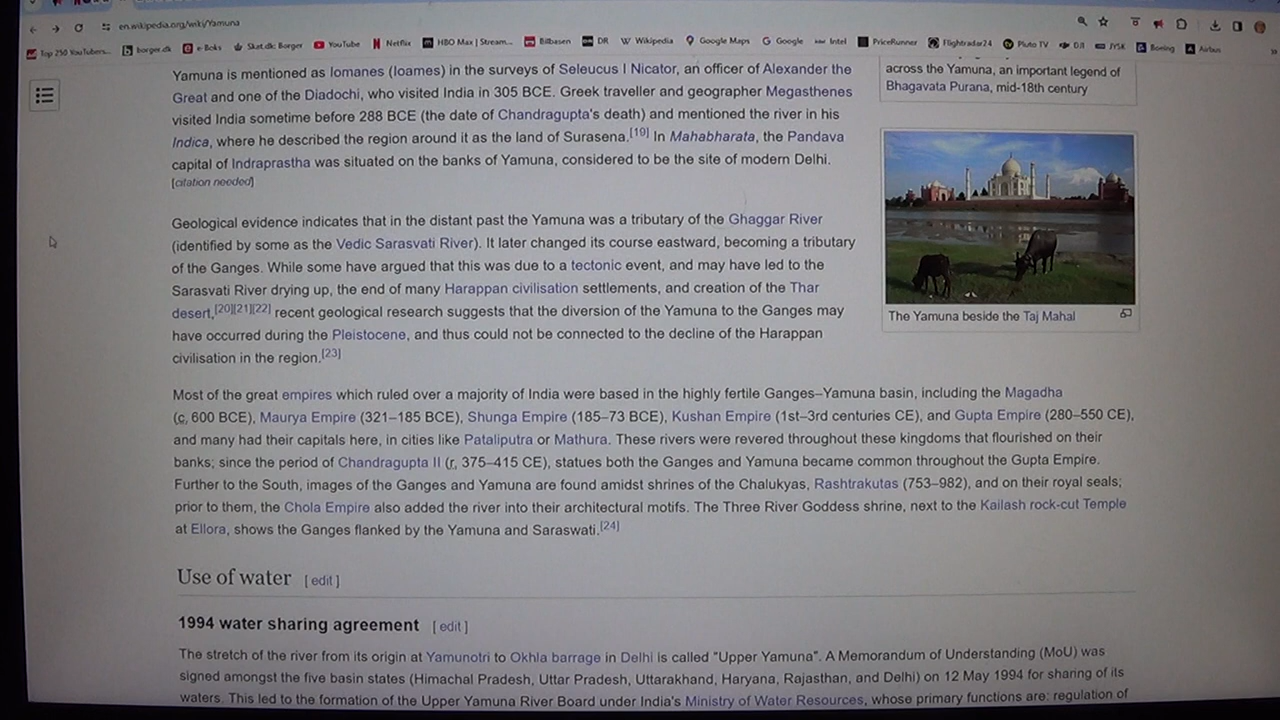 en.wikipedia.org/wiki/Yamuna
Top 250 YouTubers... borger.dk e-Boks Skat.dk: Borger YouTube Netflix HBO Max | Stream... Bilbasen DR Wikipedia Google Maps Google Intel PriceRunner Flightradar24 Pluto TV DJI JYSK Boeing Airbus »
Yamuna is mentioned as Iomanes (Ioames) in the surveys of Seleucus I Nicator, an officer of Alexander the
Great and one of the Diadochi, who visited India in 305 BCE. Greek traveller and geographer Megasthenes
visited India sometime before 288 BCE (the date of Chandragupta's death) and mentioned the river in his
Indica, where he described the region around it as the land of Surasena.[19] In Mahabharata, the Pandava
capital of Indraprastha was situated on the banks of Yamuna, considered to be the site of modern Delhi.
[citation needed]
across the Yamuna, an important legend of
Bhagavata Purana, mid-18th century
The Yamuna beside the Taj Mahal
Geological evidence indicates that in the distant past the Yamuna was a tributary of the Ghaggar River
(identified by some as the Vedic Sarasvati River). It later changed its course eastward, becoming a tributary
of the Ganges. While some have argued that this was due to a tectonic event, and may have led to the
Sarasvati River drying up, the end of many Harappan civilisation settlements, and creation of the Thar
desert,[20][21][22] recent geological research suggests that the diversion of the Yamuna to the Ganges may
have occurred during the Pleistocene, and thus could not be connected to the decline of the Harappan
civilisation in the region.[23]
Most of the great empires which ruled over a majority of India were based in the highly fertile Ganges–Yamuna basin, including the Magadha
(c. 600 BCE), Maurya Empire (321–185 BCE), Shunga Empire (185–73 BCE), Kushan Empire (1st–3rd centuries CE), and Gupta Empire (280–550 CE),
and many had their capitals here, in cities like Pataliputra or Mathura. These rivers were revered throughout these kingdoms that flourished on their
banks; since the period of Chandragupta II (r. 375–415 CE), statues both the Ganges and Yamuna became common throughout the Gupta Empire.
Further to the South, images of the Ganges and Yamuna are found amidst shrines of the Chalukyas, Rashtrakutas (753–982), and on their royal seals;
prior to them, the Chola Empire also added the river into their architectural motifs. The Three River Goddess shrine, next to the Kailash rock-cut Temple
at Ellora, shows the Ganges flanked by the Yamuna and Saraswati.[24]
Use of water [ edit ]
1994 water sharing agreement [ edit ]
The stretch of the river from its origin at Yamunotri to Okhla barrage in Delhi is called "Upper Yamuna". A Memorandum of Understanding (MoU) was
signed amongst the five basin states (Himachal Pradesh, Uttar Pradesh, Uttarakhand, Haryana, Rajasthan, and Delhi) on 12 May 1994 for sharing of its
waters. This led to the formation of the Upper Yamuna River Board under India's Ministry of Water Resources, whose primary functions are: regulation of